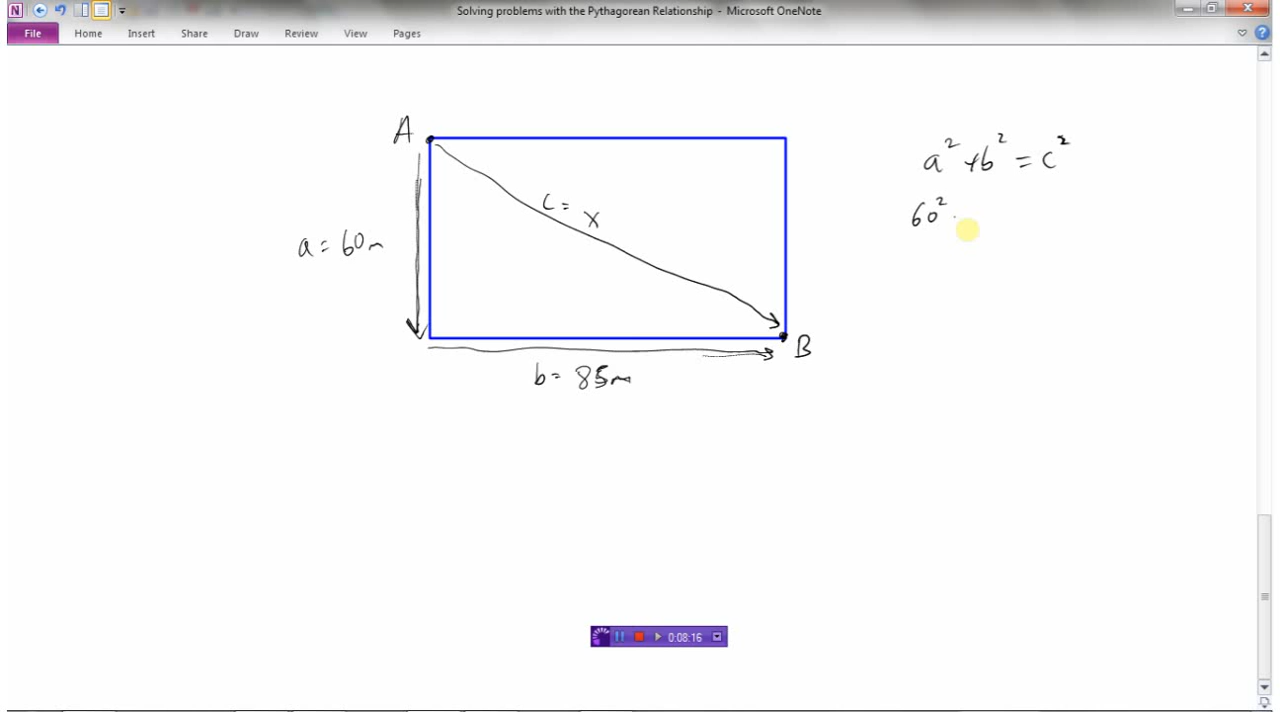 Solving problems with the Pythagorean Relationship - Microsoft OneNote
File Home Insert Share Draw Review View Pages
A
a² + b² = c²
c = x
60²
a = 60m
B
b = 85m
0:08:16